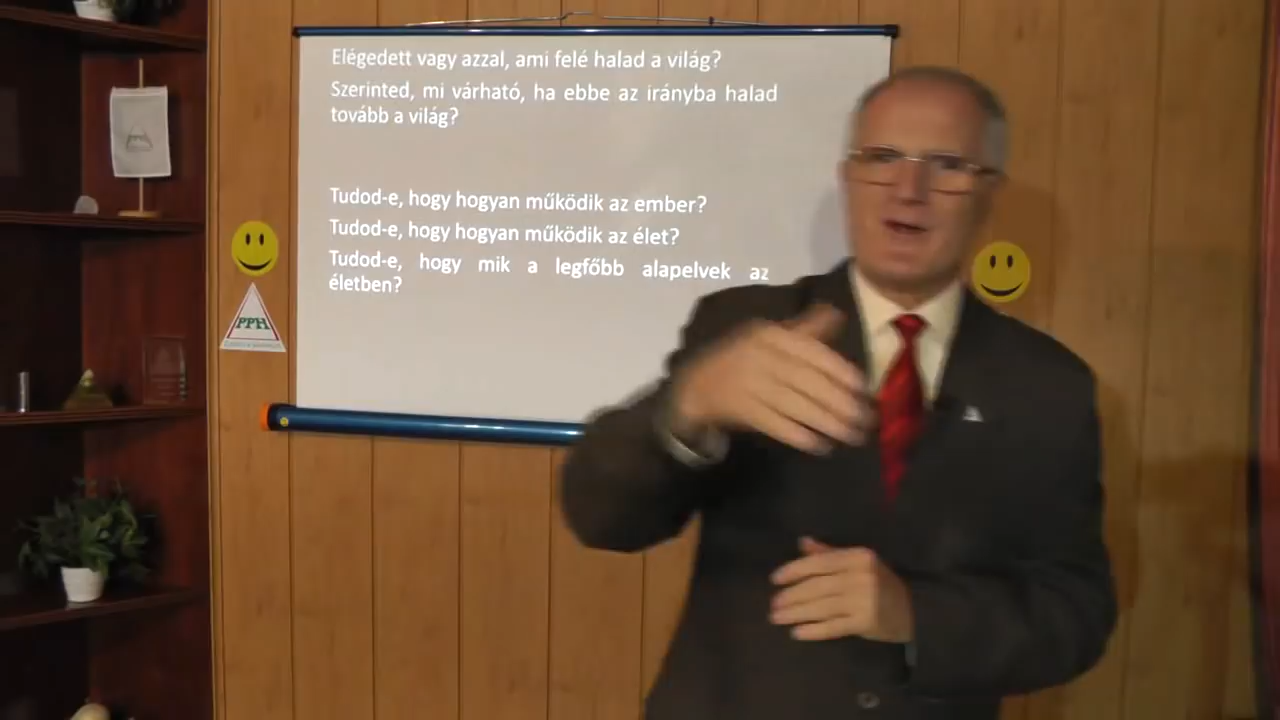 Elégedett vagy azzal, ami felé halad a világ?
Szerinted, mi várható, ha ebbe az irányba halad
tovább a világ?
Tudod-e, hogy hogyan működik az ember?
Tudod-e, hogy hogyan működik az élet?
Tudod-e, hogy mik a legfőbb alapelvek az
életben?
PPH